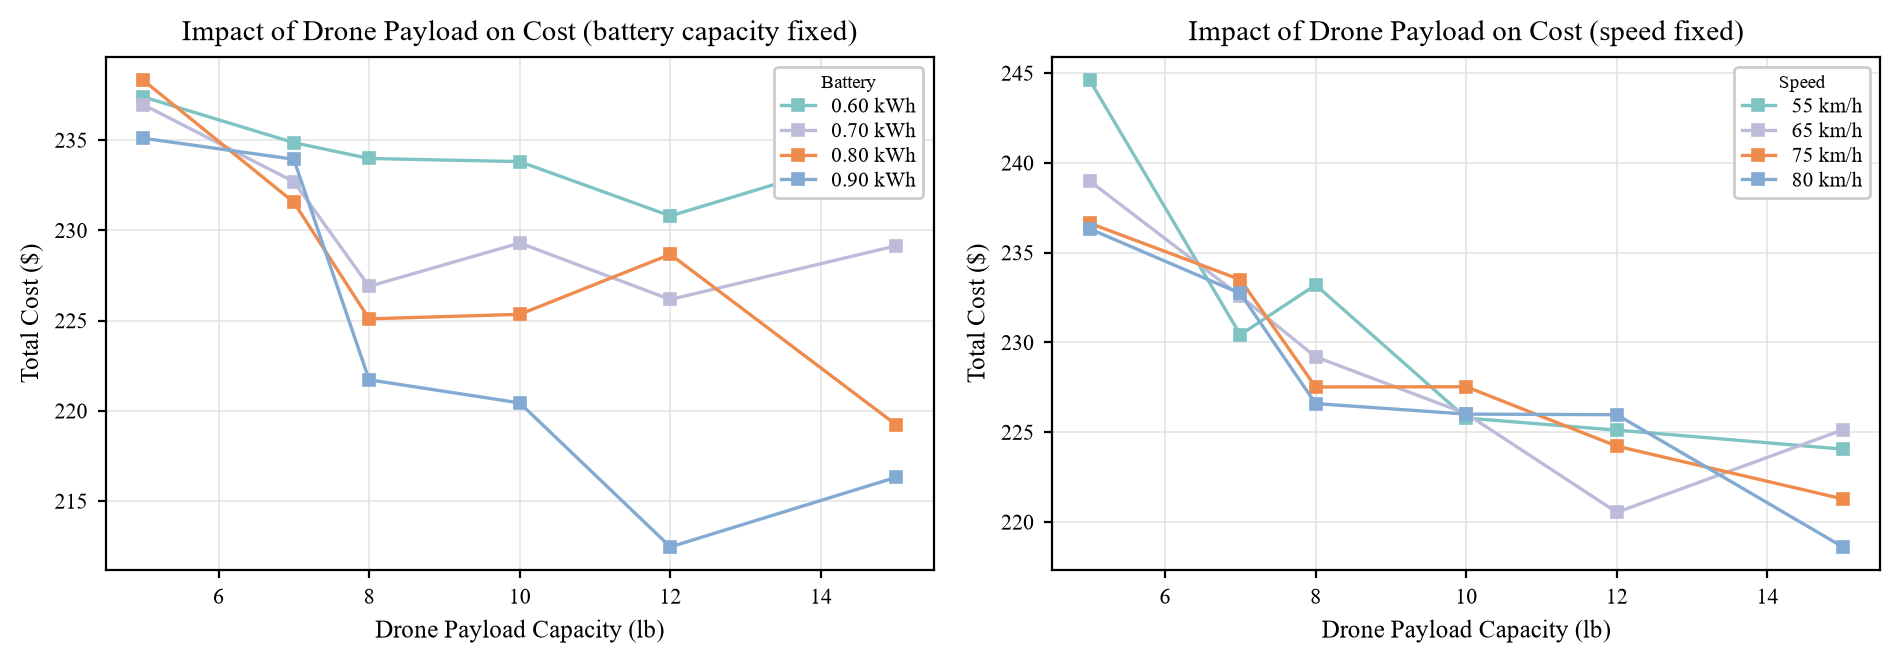 Impact of Drone Payload on Cost (battery capacity fixed)
Total Cost ($)
235
230
225
220
215
6
8
10
12
14
Drone Payload Capacity (lb)
Battery
0.60 kWh
0.70 kWh
0.80 kWh
0.90 kWh
Impact of Drone Payload on Cost (speed fixed)
Total Cost ($)
245
240
235
230
225
220
6
8
10
12
14
Drone Payload Capacity (lb)
Speed
55 km/h
65 km/h
75 km/h
80 km/h